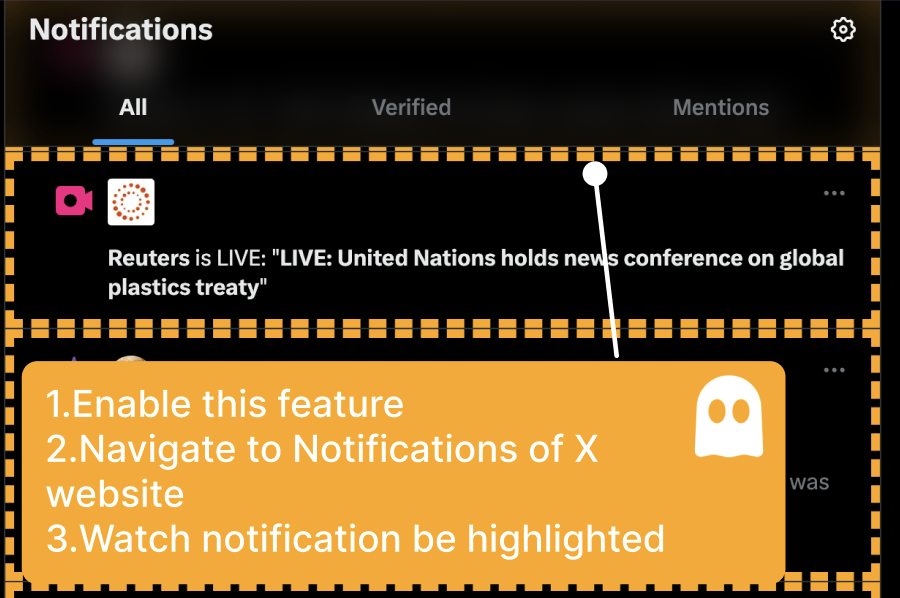 Notifications
All Verified Mentions
Reuters is LIVE: "LIVE: United Nations holds news conference on global
plastics treaty"
1.Enable this feature
2.Navigate to Notifications of X
website
3.Watch notification be highlighted
was